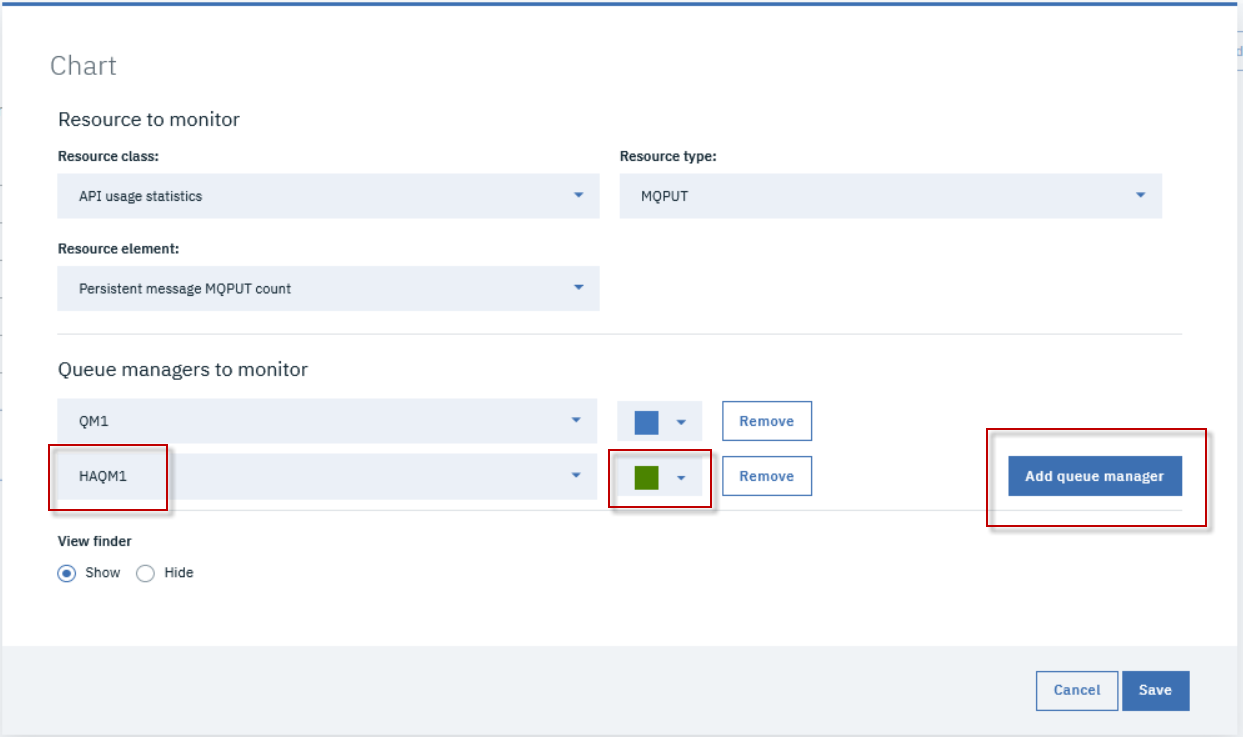 Chart
Resource to monitor
Resource class: Resource type:
API usage statistics MQPUT
Resource element:
Persistent message MQPUT count
Queue managers to monitor
QM1 Remove
HAQM1 Remove Add queue manager
View finder
Show Hide
Cancel Save